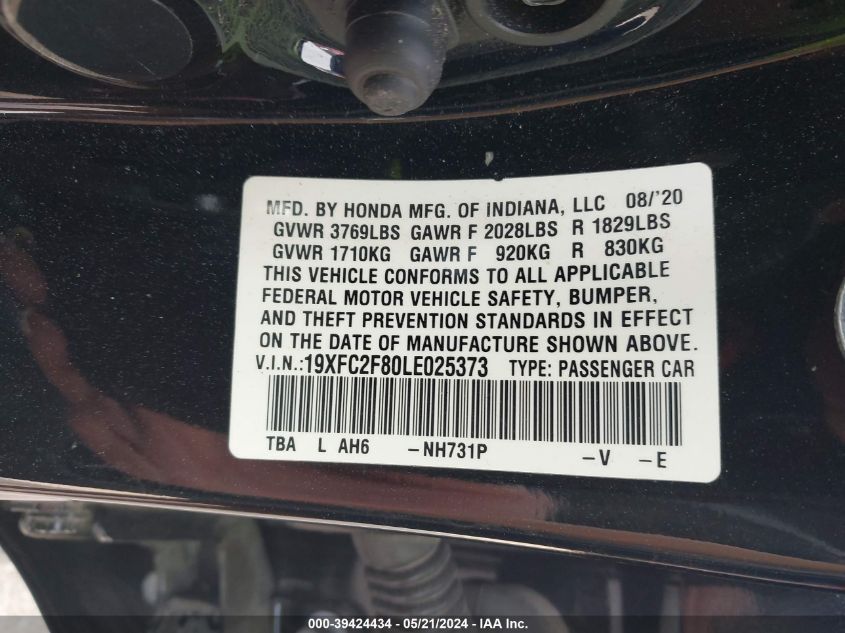 MFD. BY HONDA MFG. OF INDIANA, LLC 08/'20
GVWR 3769LBS GAWR F 2028LBS R 1829LBS
GVWR 1710KG GAWR F 920KG R 830KG
THIS VEHICLE CONFORMS TO ALL APPLICABLE
FEDERAL MOTOR VEHICLE SAFETY, BUMPER,
AND THEFT PREVENTION STANDARDS IN EFFECT
ON THE DATE OF MANUFACTURE SHOWN ABOVE.
V.I.N.:19XFC2F80LE025373 TYPE: PASSENGER CAR
TBA L AH6 -NH731P -V -E
000-39424434 - 05/21/2024 - IAA Inc.